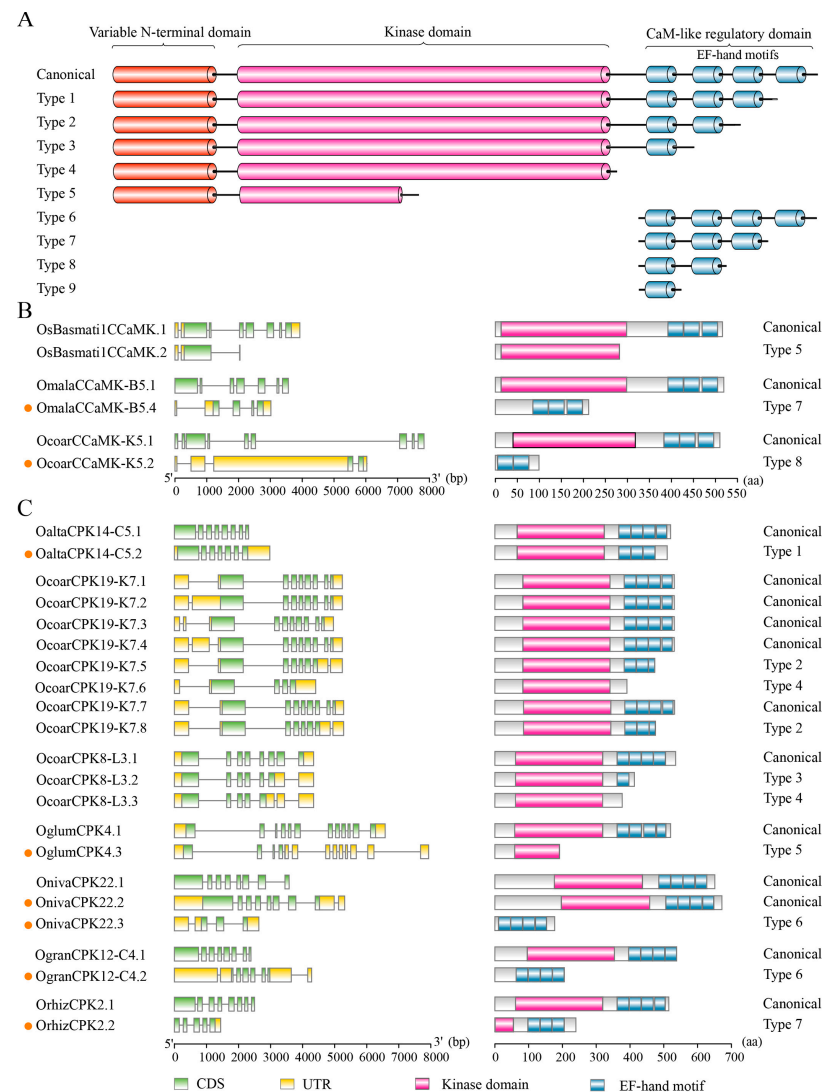 A
Variable N-terminal domain Kinase domain CaM-like regulatory domain
EF-hand motifs
Canonical
Type 1
Type 2
Type 3
Type 4
Type 5
Type 6
Type 7
Type 8
Type 9
B
OsBasmati1CCaMK.1 Canonical
OsBasmati1CCaMK.2 Type 5
OmalaCCaMK-B5.1 Canonical
OmalaCCaMK-B5.4 Type 7
OcoarCCaMK-K5.1 Canonical
OcoarCCaMK-K5.2 Type 8
5' 3' (bp) (aa)
0 1000 2000 3000 4000 5000 6000 7000 8000 0 50 100 150 200 250 300 350 400 450 500 550
C
OaltaCPK14-C5.1 Canonical
OaltaCPK14-C5.2 Type 1
OcoarCPK19-K7.1 Canonical
OcoarCPK19-K7.2 Canonical
OcoarCPK19-K7.3 Canonical
OcoarCPK19-K7.4 Canonical
OcoarCPK19-K7.5 Type 2
OcoarCPK19-K7.6 Type 4
OcoarCPK19-K7.7 Canonical
OcoarCPK19-K7.8 Type 2
OcoarCPK8-L3.1 Canonical
OcoarCPK8-L3.2 Type 3
OcoarCPK8-L3.3 Type 4
OglumCPK4.1 Canonical
OglumCPK4.3 Type 5
OnivaCPK22.1 Canonical
OnivaCPK22.2 Canonical
OnivaCPK22.3 Type 6
OgranCPK12-C4.1 Canonical
OgranCPK12-C4.2 Type 6
OrhizCPK2.1 Canonical
OrhizCPK2.2 Type 7
5' 3' (bp) (aa)
0 1000 2000 3000 4000 5000 6000 7000 8000 0 100 200 300 400 500 600 700
CDS UTR Kinase domain EF-hand motif